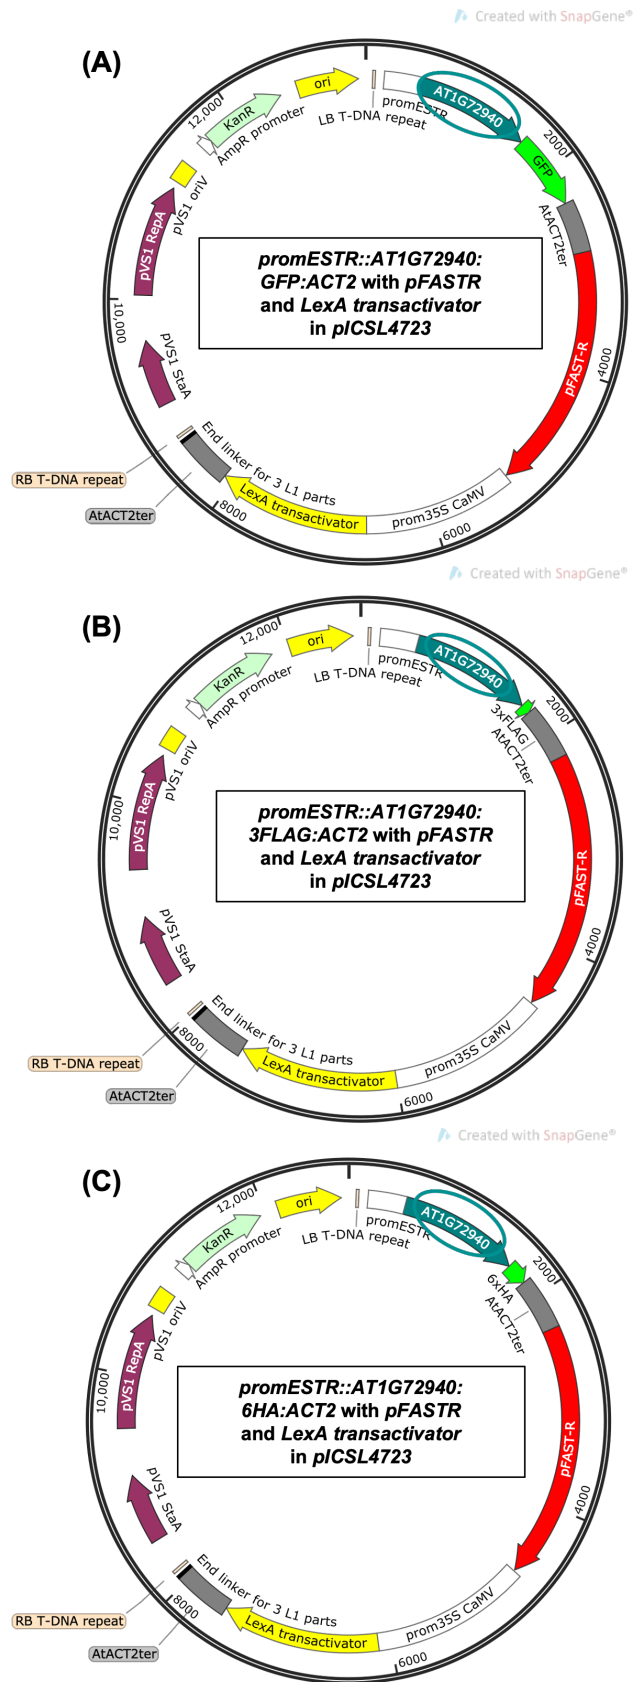 Created with SnapGene®
(A)
ori
12,000
KanR
AmpR promoter
LB T-DNA repeat
promESTR
AT1G72940
2000
GFP
AtACT2ter
pVS1 oriV
pVS1 RepA
promESTR::AT1G72940:
GFP:ACT2 with pFASTR
and LexA transactivator
in pICSL4723
10,000
pFAST-R
4000
pVS1 StaA
End linker for 3 L1 parts
RB T-DNA repeat
AtACT2ter
8000
LexA transactivator
prom35S CaMV
6000
Created with SnapGene®
(B)
12,000
ori
KanR
AmpR promoter
LB T-DNA repeat
promESTR
AT1G72940
2000
3xFLAG
AtACT2ter
pVS1 oriV
10,000
pVS1 RepA
promESTR::AT1G72940:
3FLAG:ACT2 with pFASTR
and LexA transactivator
in pICSL4723
pFAST-R
4000
pVS1 StaA
End linker for 3 L1 parts
8000
RB T-DNA repeat
AtACT2ter
LexA transactivator
prom35S CaMV
6000
Created with SnapGene®
(C)
12,000
ori
KanR
AmpR promoter
LB T-DNA repeat
promESTR
AT1G72940
2000
6xHA
AtACT2ter
pVS1 oriV
10,000
pVS1 RepA
promESTR::AT1G72940:
6HA:ACT2 with pFASTR
and LexA transactivator
in pICSL4723
pFAST-R
4000
pVS1 StaA
End linker for 3 L1 parts
8000
RB T-DNA repeat
AtACT2ter
LexA transactivator
prom35S CaMV
6000